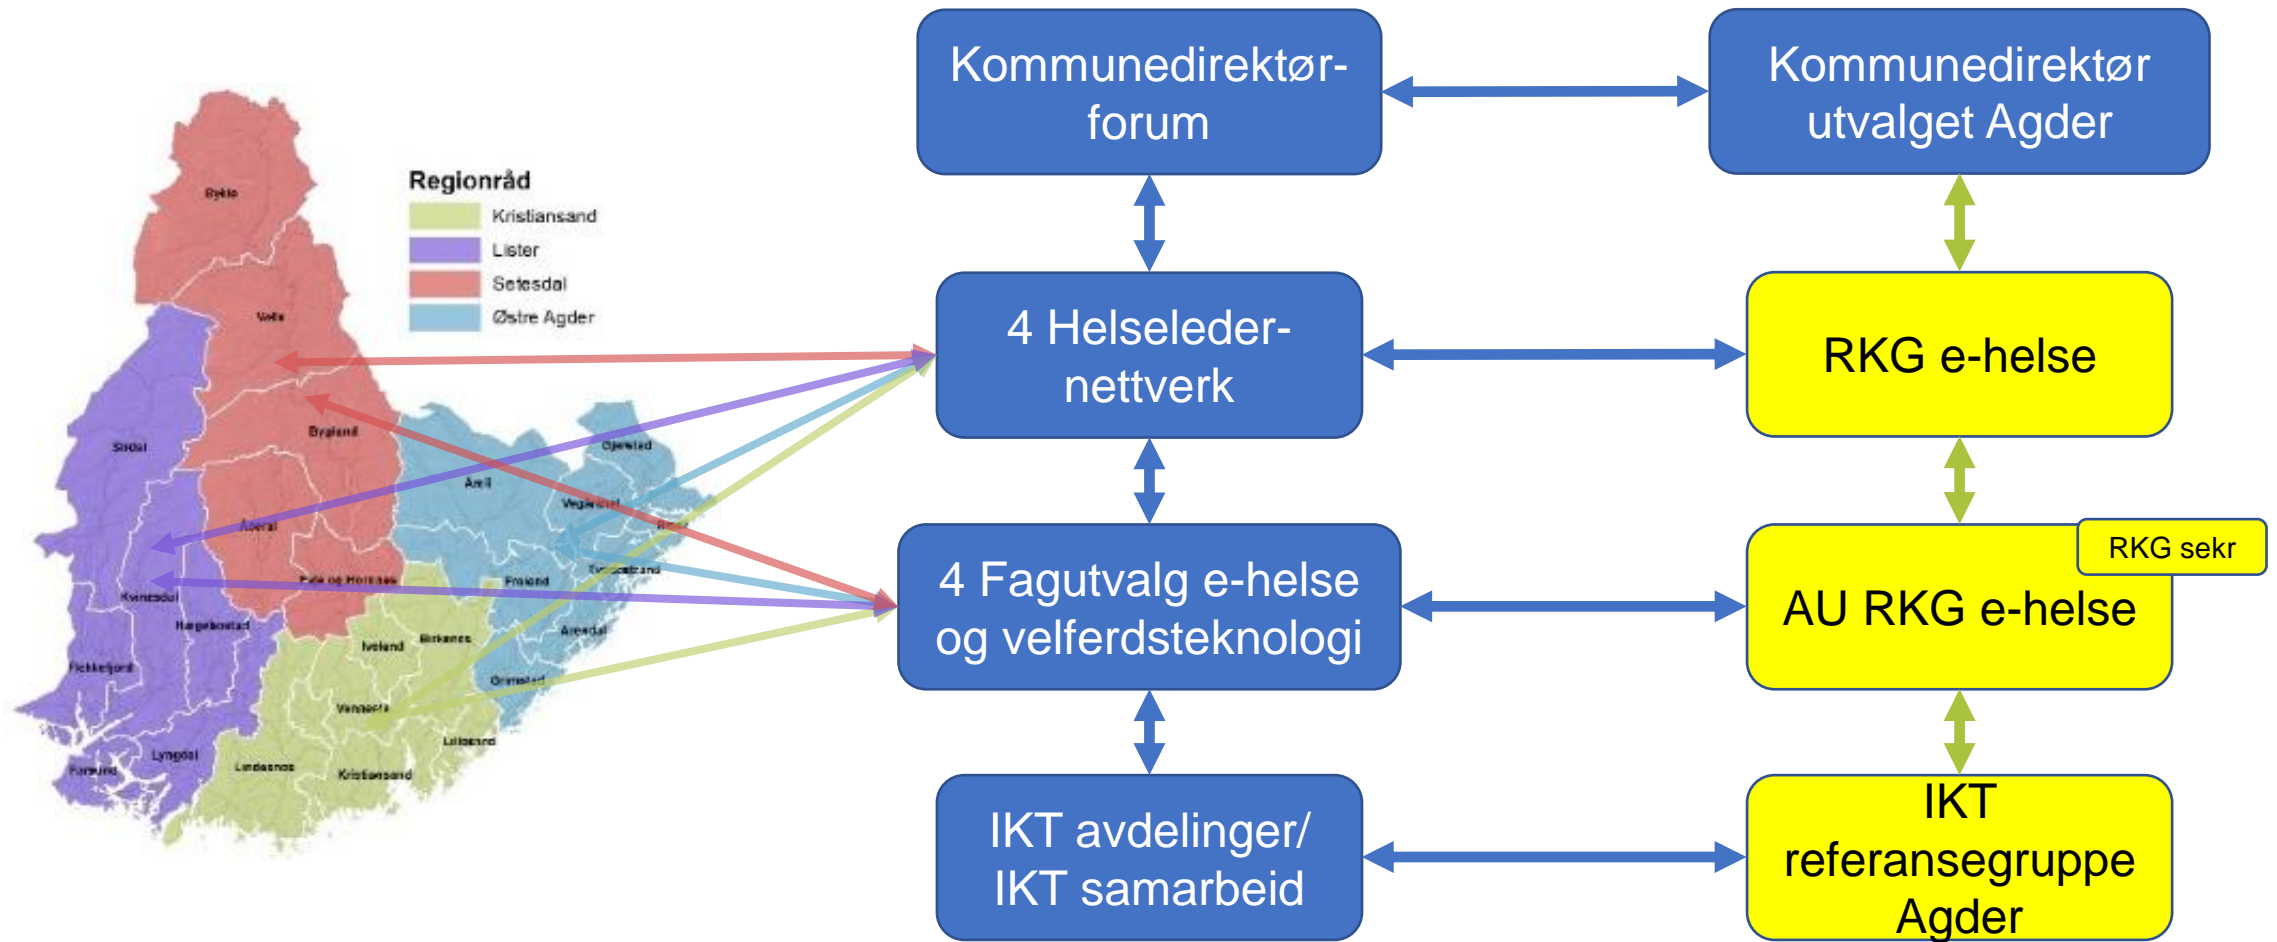 Kommunedirektør-
forum
Kommunedirektør
utvalget Agder
Regionråd
Kristiansand
Lister
Setesdal
Østre Agder
4 Helseleder-
nettverk
RKG e-helse
4 Fagutvalg e-helse
og velferdsteknologi
RKG sekr
AU RKG e-helse
IKT avdelinger/
IKT samarbeid
IKT
referansegruppe
Agder
Bykle
Valle
Bygland
Sirdal
Åseral
Åmli
Gjerstad
Vegårshei
Froland
Evje og Hornnes
Kvinesdal
Hægebostad
Iveland
Birkenes
Arendal
Grimstad
Flekkefjord
Vennesla
Lillesand
Lyngdal
Farsund
Lindesnes
Kristiansand